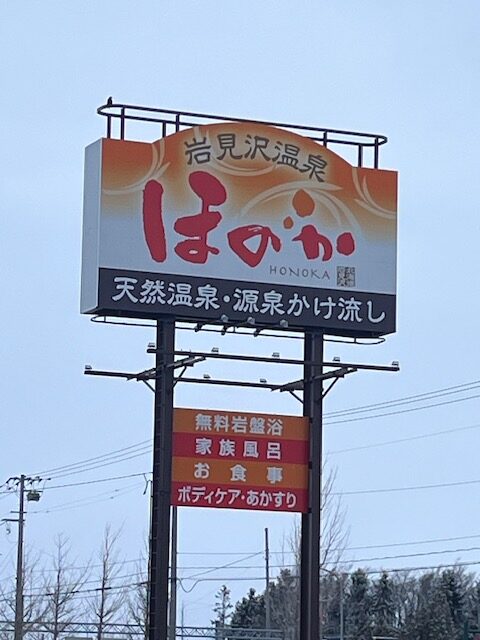 岩見沢温泉
ほのか
HONOKA
天然温泉・源泉かけ流し
無料岩盤浴
家族風呂
お食事
ボディケア・あかすり